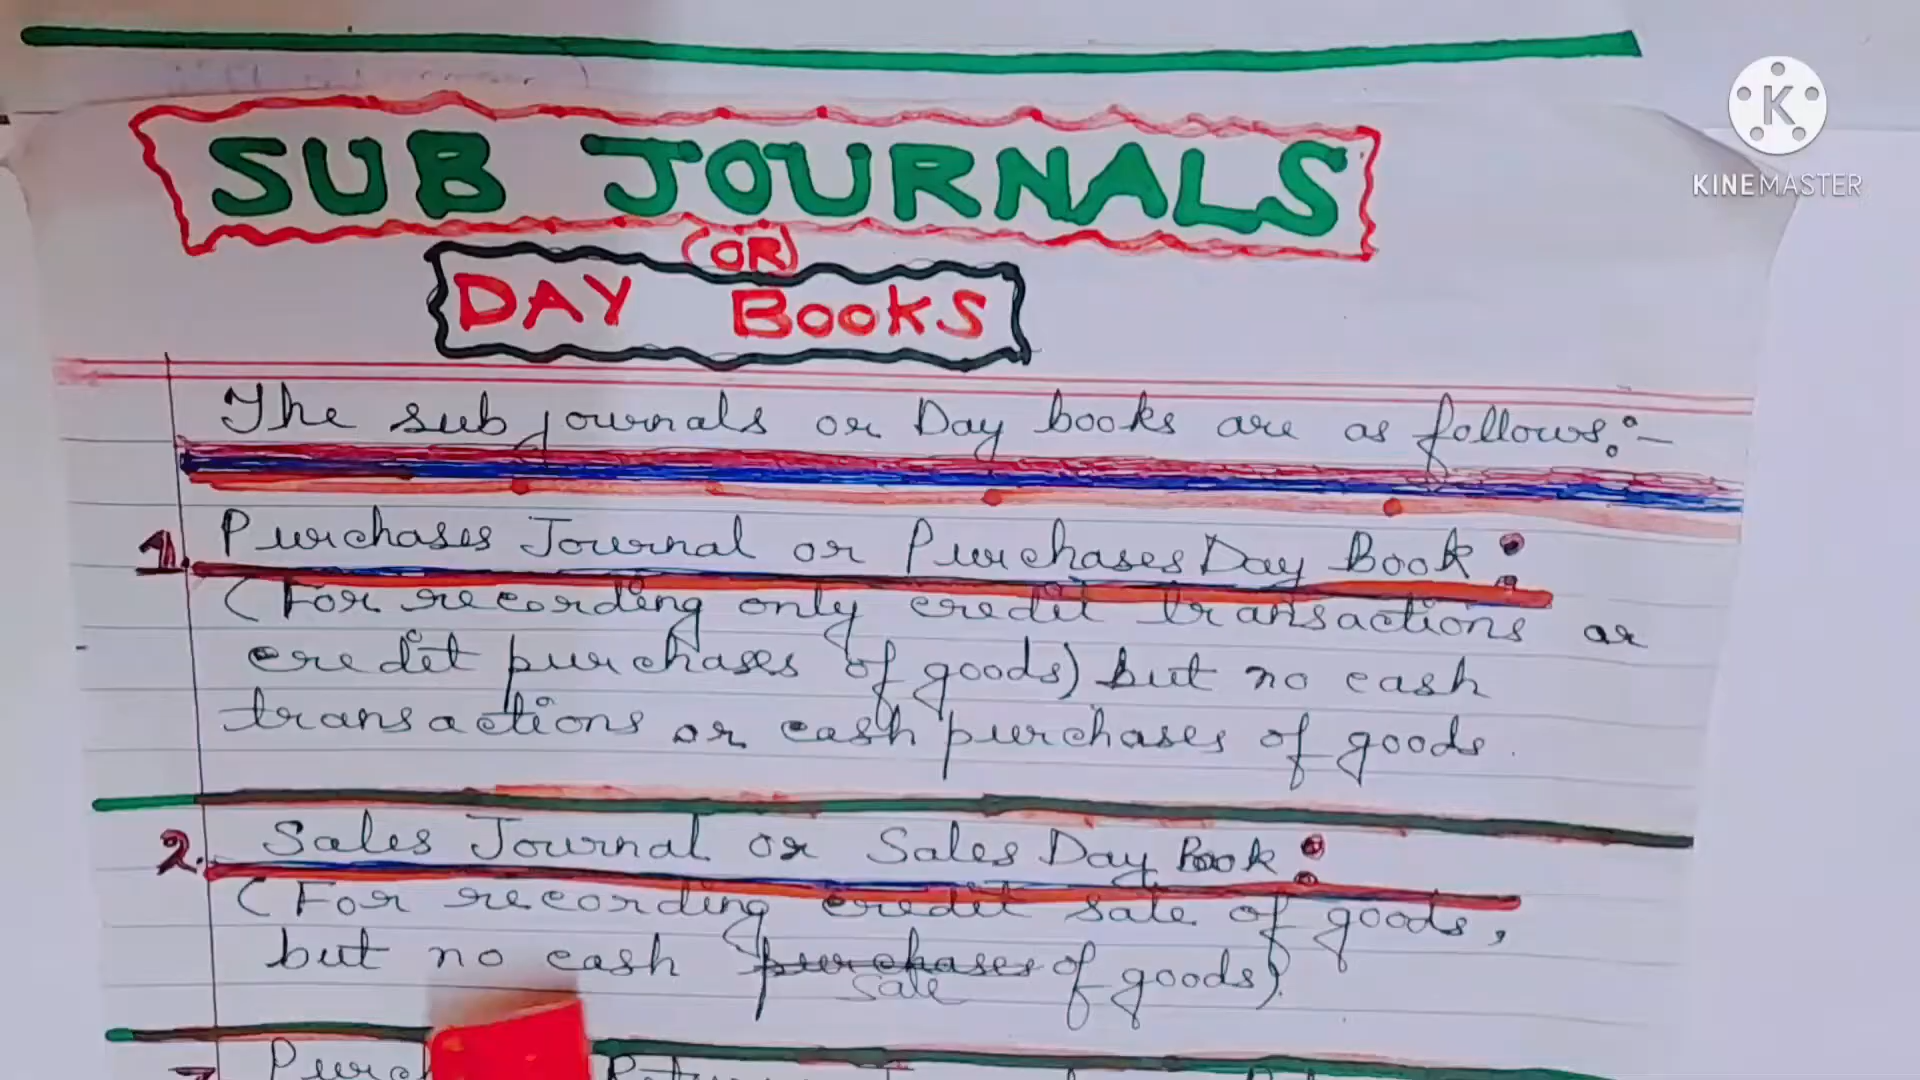 SUB JOURNALS
(OR)
DAY BOOKS
KINEMASTER
The sub journals or Day books are as follows:-
1. Purchases Journal or Purchases Day Book:
(For recording only credit transactions or
credit purchases of goods) but no cash
transactions or cash purchases of goods.
2. Sales Journal or Sales Day Book:
(For recording credit sale of goods,
but no cash purchases of goods)
sale